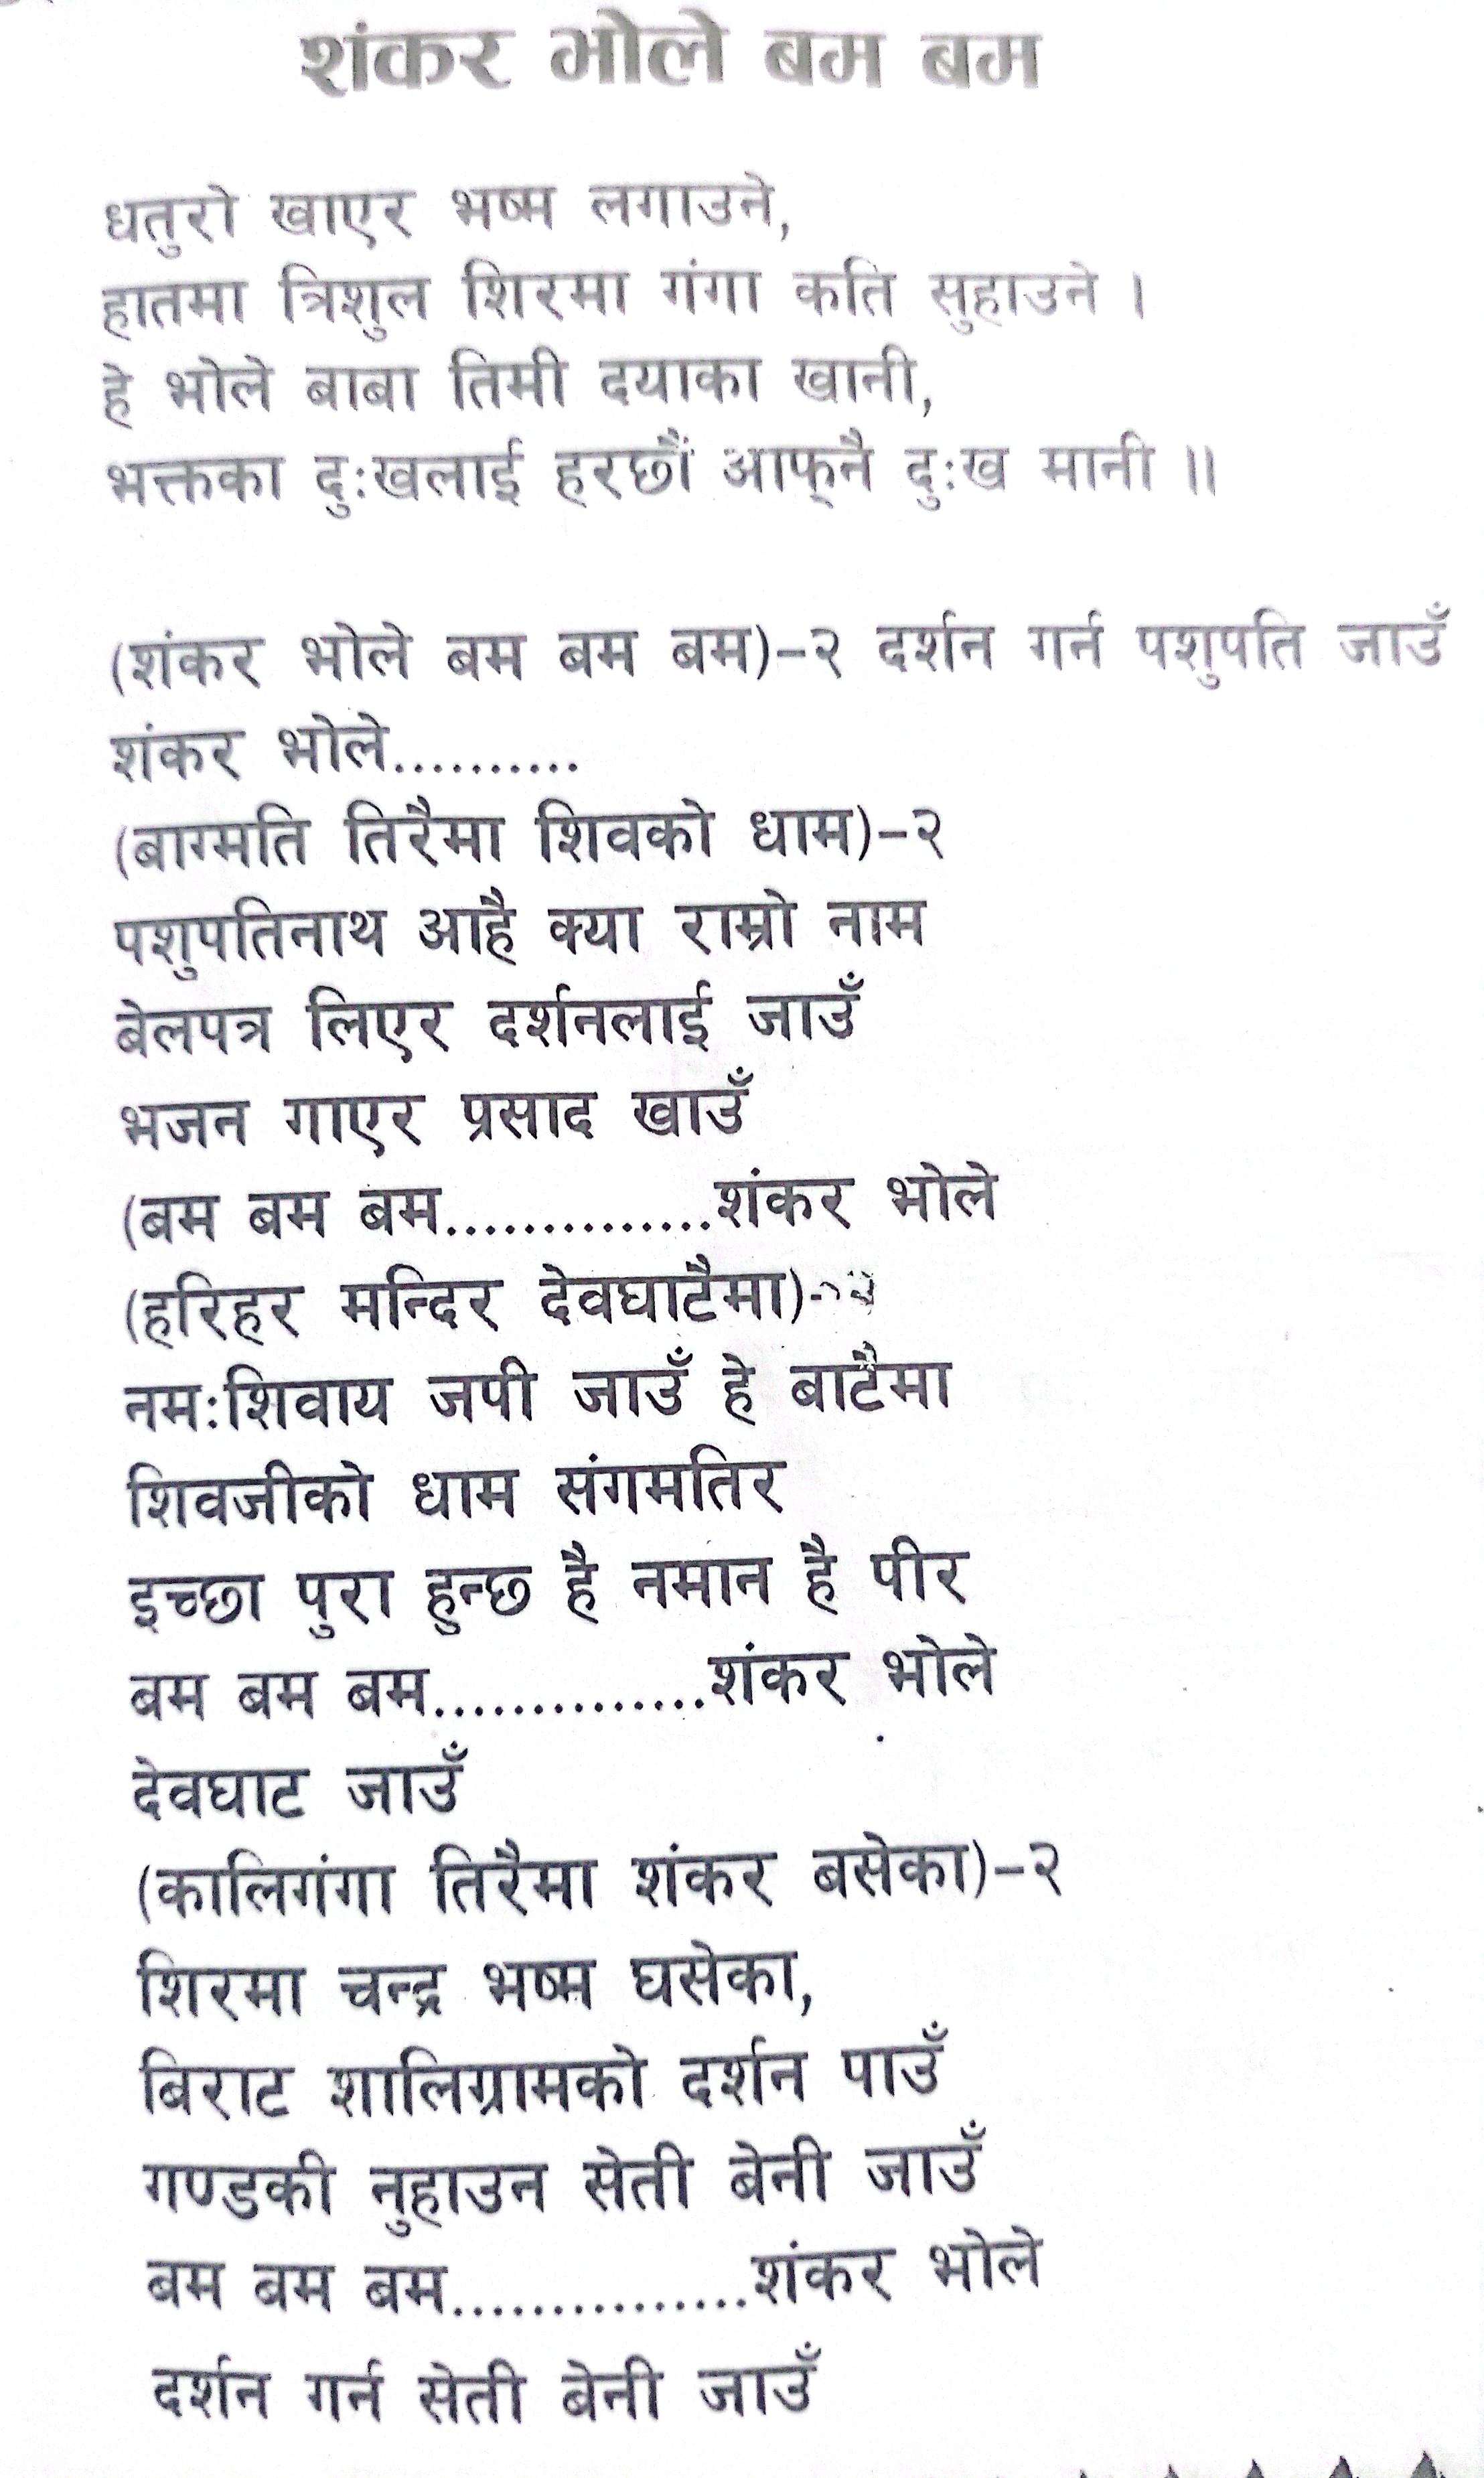 शंकर भोले बम बम
धतुरो खाएर भष्म लगाउने,
हातमा त्रिशुल शिरमा गंगा कति सुहाउने ।
हे भोले बाबा तिमी दयाका खानी,
भक्तका दुःखलाई हरछौं आफ्‌नै दुःख मानी ॥
(शंकर भोले बम बम बम)-२ दर्शन गर्न पशुपति जाउँ
शंकर भोले..........
(बाग्मति तिरैमा शिवको धाम)-२
पशुपतिनाथ आहै क्या राम्रो नाम
बेलपत्र लिएर दर्शनलाई जाउँ
भजन गाएर प्रसाद खाउँ
(बम बम बम..............शंकर भोले
(हरिहर मन्दिर देवघाटैमा)-
नमःशिवाय जपी जाउँ हे बाटैमा
शिवजीको धाम संगमतिर
इच्छा पुरा हुन्छ है नमान है पीर
बम बम बम..............शंकर भोले
देवघाट जाउँ
(कालिगंगा तिरैमा शंकर बसेका)-२
शिरमा चन्द्र भष्म घसेका,
बिराट शालिग्रामको दर्शन पाउँ
गण्डकी नुहाउन सेती बेनी जाउँ
बम बम बम...............शंकर भोले
दर्शन गर्न सेती बेनी जाउँ